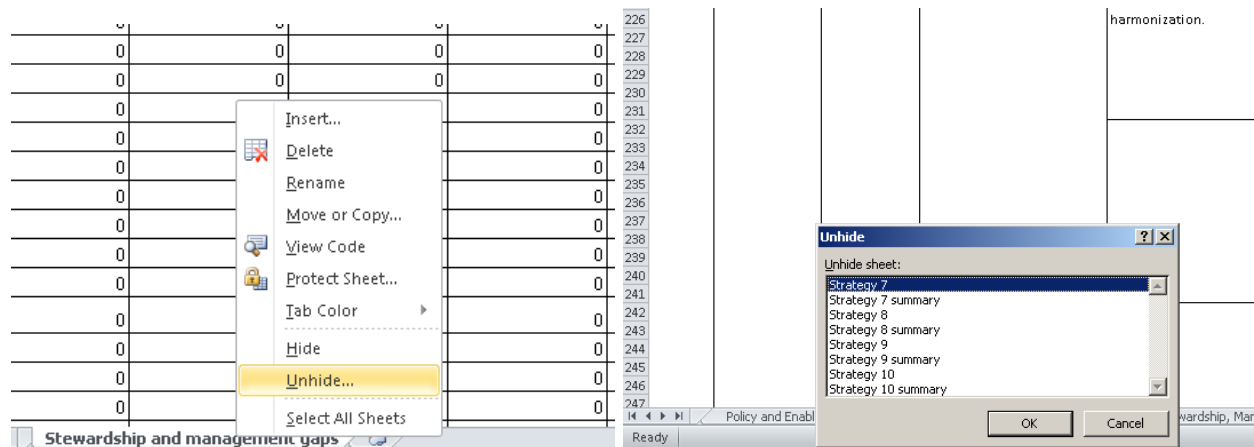 0 0 0
0 0 0
0 0
Insert...
0 0
Delete
0 0
Rename
0 0
Move or Copy...
0 0
View Code
0 0
Protect Sheet...
0 0
Tab Color
0 0
Hide
0 0
Unhide...
0 0
0 0
Select All Sheets
Stewardship and management gaps
226
harmonization.
227
228
229
230
231
232
233
234
235
236
237
238
239
240
241
242
243
244
245
246
247
Unhide
Unhide sheet:
Strategy 7
Strategy 7 summary
Strategy 8
Strategy 8 summary
Strategy 9
Strategy 9 summary
Strategy 10
Strategy 10 summary
OK Cancel
Policy and Enabl wardship, Mar
Ready